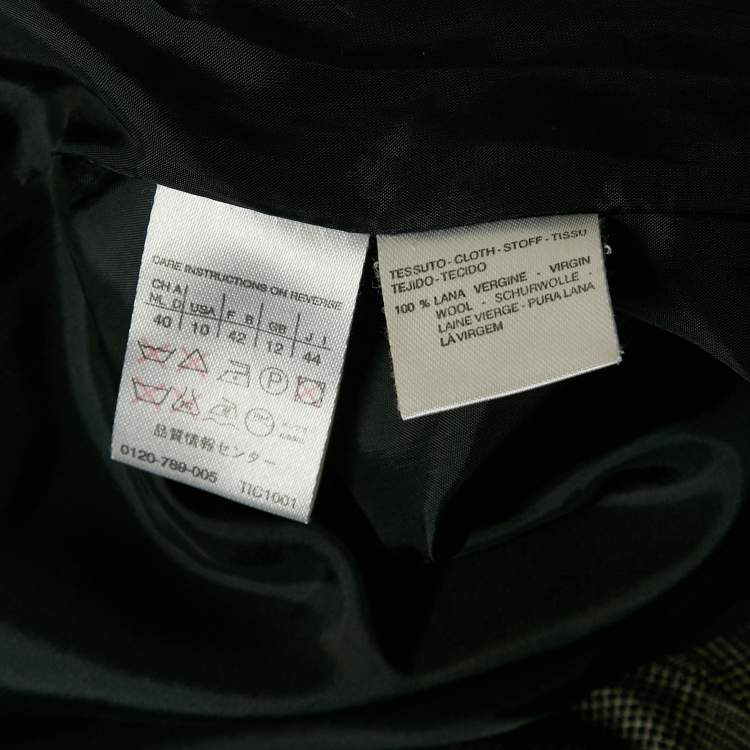 CARE INSTRUCTIONS ON REVERSE
CH A
NL D USA F B GB J I
40 10 42 12 44
P
品質情報センター
0120-789-005 TIC1001
TESSUTO - CLOTH - STOFF - TISSU
TEJIDO - TECIDO
100 % LANA VERGINE - VIRGIN
WOOL - SCHURWOLLE -
LAINE VIERGE - PURA LANA
LÀ VIRGEM